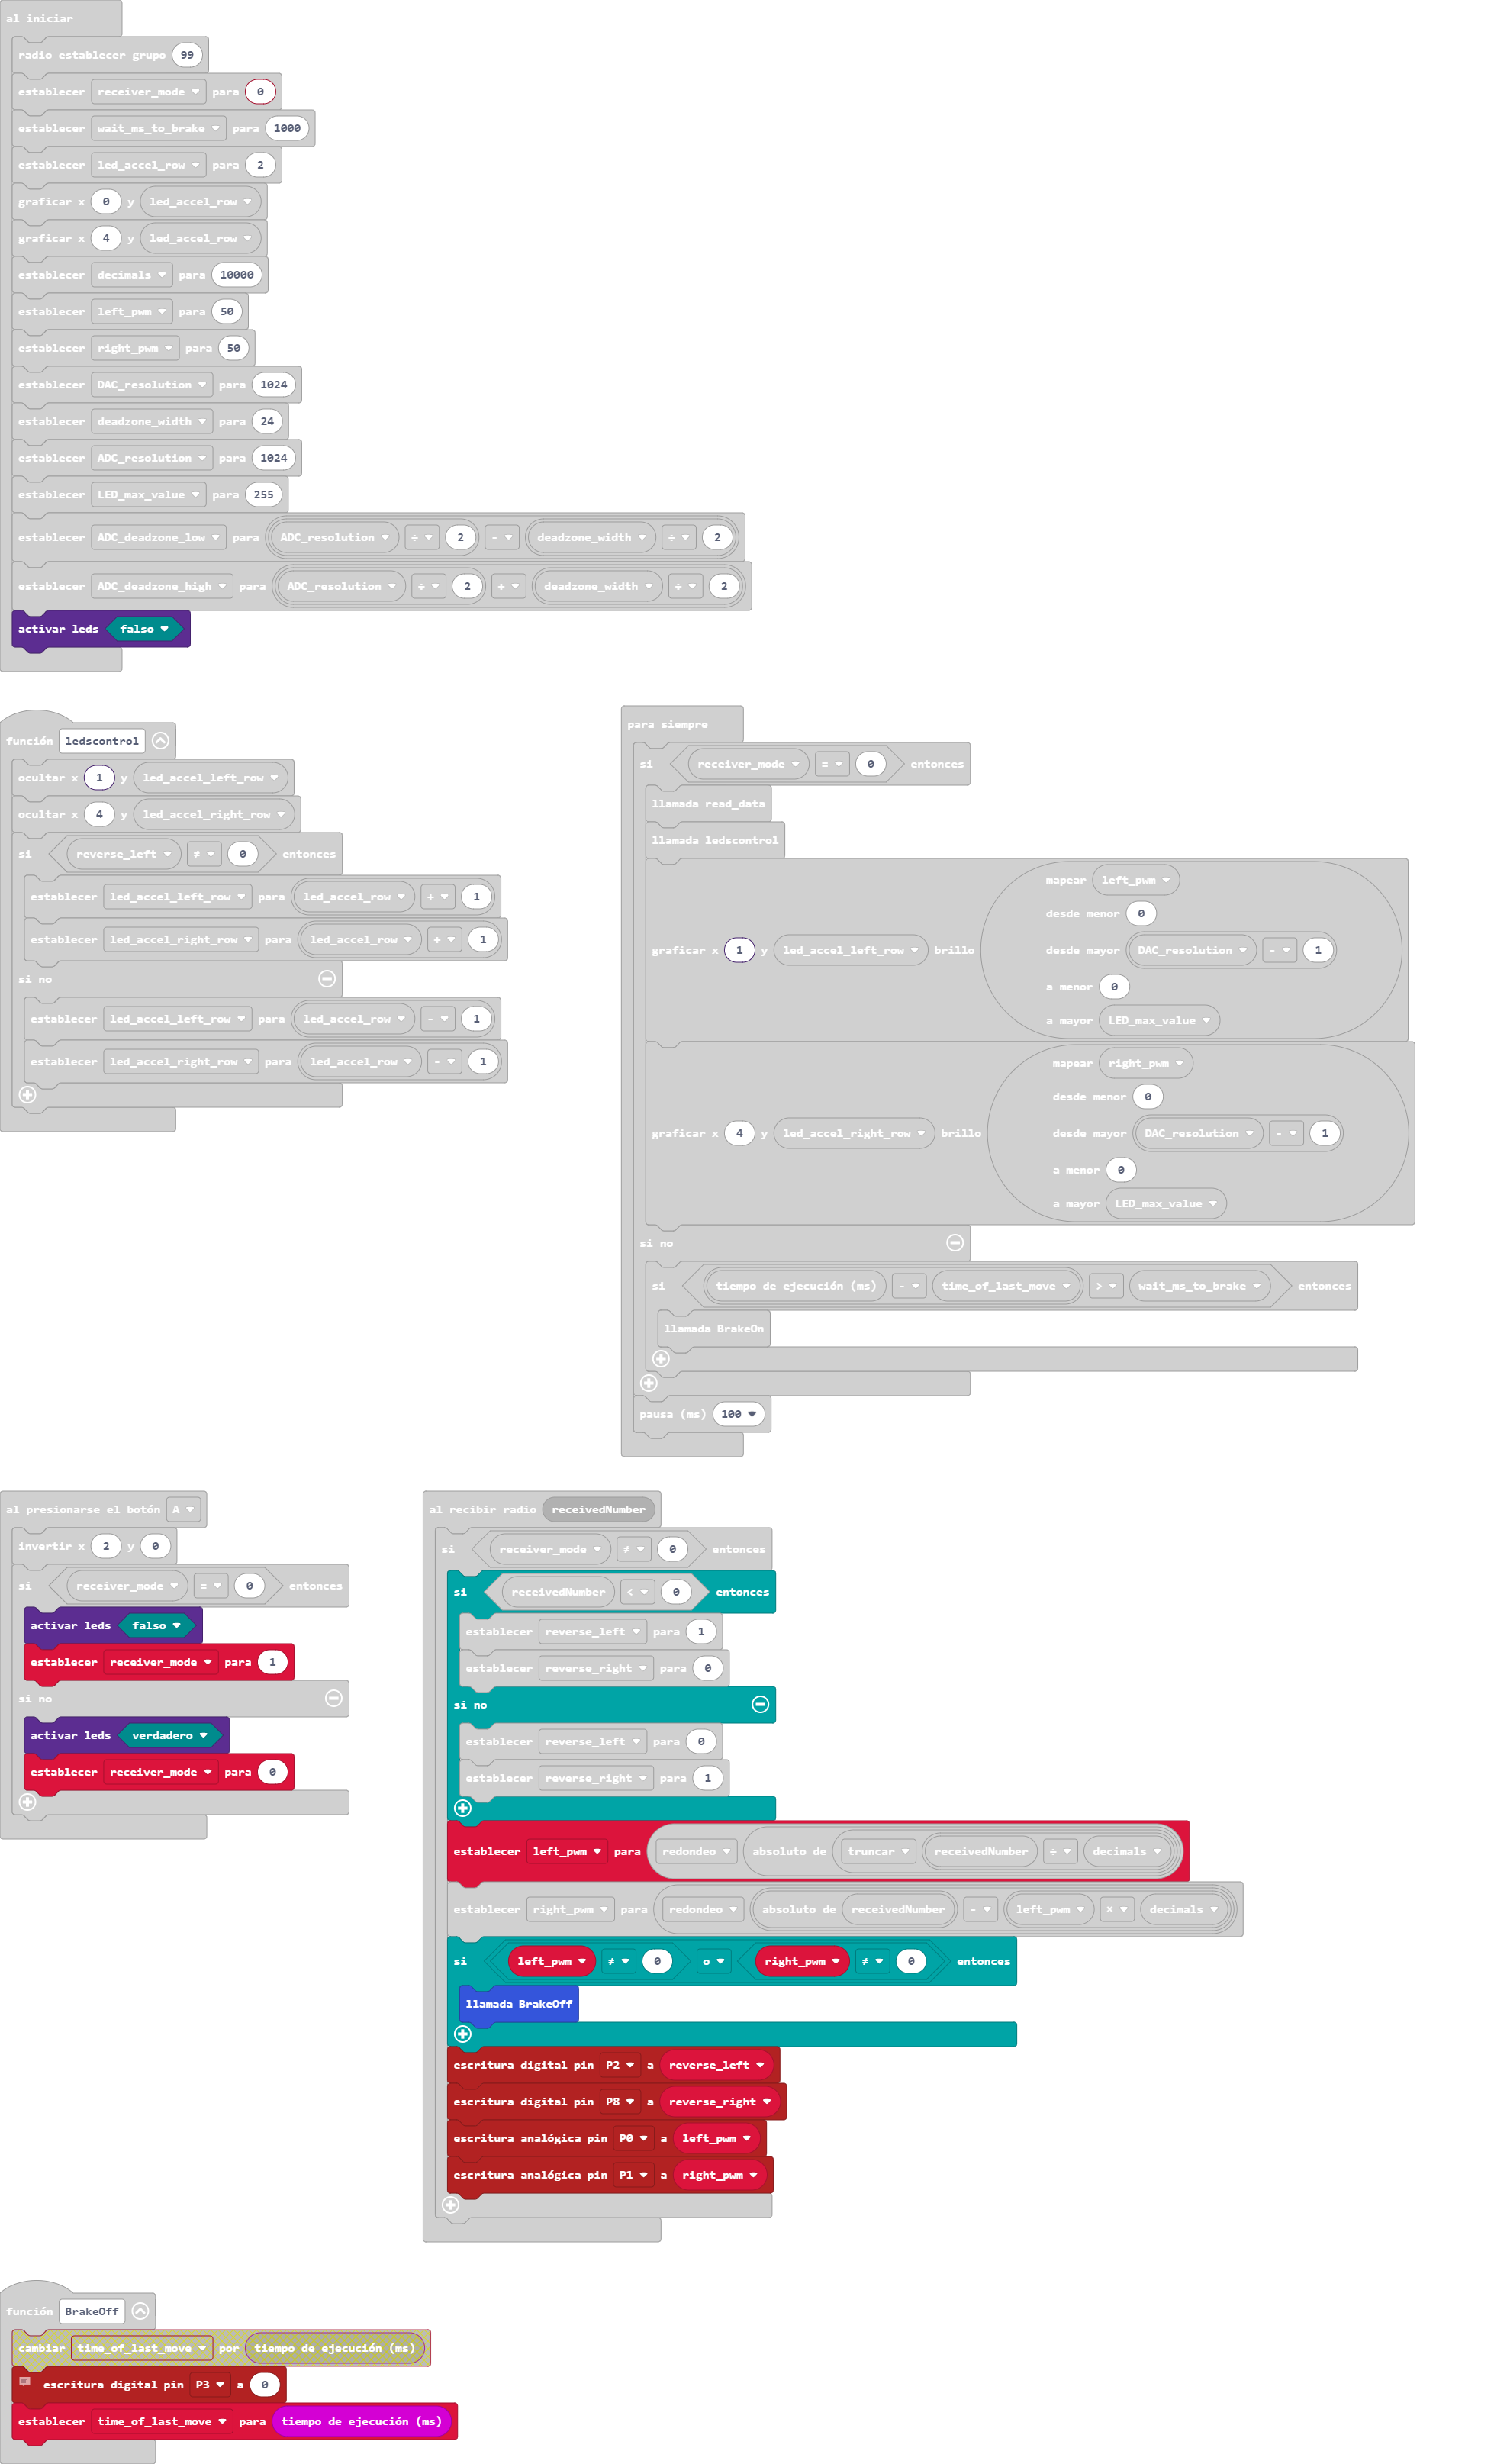 al iniciar
radio establecer grupo 99
establecer receiver_mode para 0
establecer wait_ms_to_brake para 1000
establecer led_accel_row para 2
graficar x 0 y led_accel_row
graficar x 4 y led_accel_row
establecer decimals para 10000
establecer left_pwm para 50
establecer right_pwm para 50
establecer DAC_resolution para 1024
establecer deadzone_width para 24
establecer ADC_resolution para 1024
establecer LED_max_value para 255
establecer ADC_deadzone_low para ADC_resolution ÷ 2 - deadzone_width ÷ 2
establecer ADC_deadzone_high para ADC_resolution ÷ 2 + deadzone_width ÷ 2
activar leds falso
función ledscontrol
ocultar x 1 y led_accel_left_row
ocultar x 4 y led_accel_right_row
si reverse_left ≠ 0 entonces
establecer led_accel_left_row para led_accel_row + 1
establecer led_accel_right_row para led_accel_row + 1
si no
establecer led_accel_left_row para led_accel_row - 1
establecer led_accel_right_row para led_accel_row - 1
para siempre
si receiver_mode = 0 entonces
llamada read_data
llamada ledscontrol
graficar x 1 y led_accel_left_row brillo
mapear left_pwm
desde menor 0
desde mayor DAC_resolution - 1
a menor 0
a mayor LED_max_value
graficar x 4 y led_accel_right_row brillo
mapear right_pwm
desde menor 0
desde mayor DAC_resolution - 1
a menor 0
a mayor LED_max_value
si no
si tiempo de ejecución (ms) - time_of_last_move > wait_ms_to_brake entonces
llamada BrakeOn
pausa (ms) 100
al presionarse el botón A
invertir x 2 y 0
si receiver_mode = 0 entonces
activar leds falso
establecer receiver_mode para 1
si no
activar leds verdadero
establecer receiver_mode para 0
al recibir radio receivedNumber
si receiver_mode ≠ 0 entonces
si receivedNumber < 0 entonces
establecer reverse_left para 1
establecer reverse_right para 0
si no
establecer reverse_left para 0
establecer reverse_right para 1
establecer left_pwm para redondeo absoluto de truncar receivedNumber ÷ decimals
establecer right_pwm para redondeo absoluto de receivedNumber - left_pwm × decimals
si left_pwm ≠ 0 o right_pwm ≠ 0 entonces
llamada BrakeOff
escritura digital pin P2 a reverse_left
escritura digital pin P8 a reverse_right
escritura analógica pin P0 a left_pwm
escritura analógica pin P1 a right_pwm
función BrakeOff
cambiar time_of_last_move por tiempo de ejecución (ms)
escritura digital pin P3 a 0
establecer time_of_last_move para tiempo de ejecución (ms)